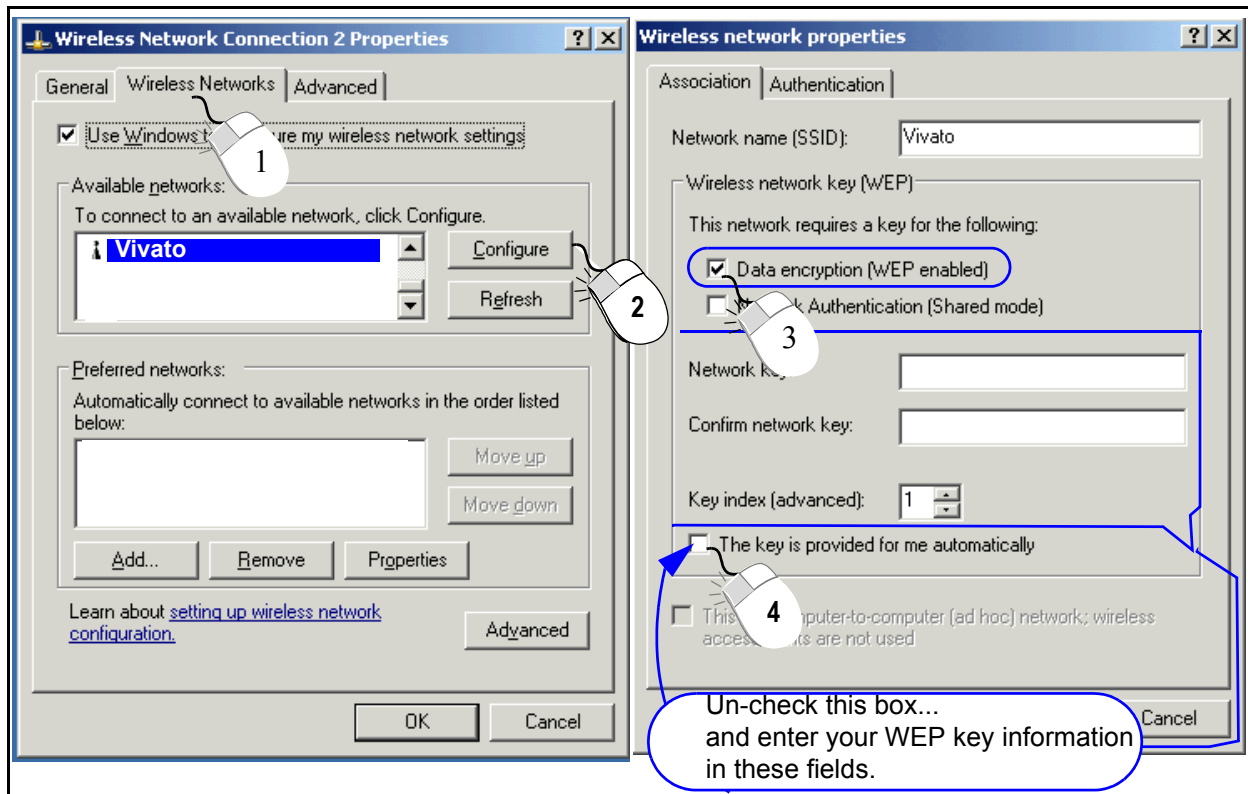 Wireless Network Connection 2 Properties
General
Wireless Networks
Advanced
Use Windows t ure my wireless network settings
1
Available networks:
To connect to an available network, click Configure.
Vivato
Configure
Refresh
2
Preferred networks:
Automatically connect to available networks in the order listed
below:
Move up
Move down
Add...
Remove
Properties
Learn about setting up wireless network
configuration.
Advanced
OK
Cancel
Wireless network properties
Association
Authentication
Network name (SSID):
Vivato
Wireless network key (WEP)
This network requires a key for the following:
Data encryption (WEP enabled)
Authentication (Shared mode)
3
Network
Confirm network key:
Key index (advanced):
1
The key is provided for me automatically
4
This computer-to-computer (ad hoc) network; wireless
access are not used
Un-check this box...
and enter your WEP key information
in these fields.
Cancel